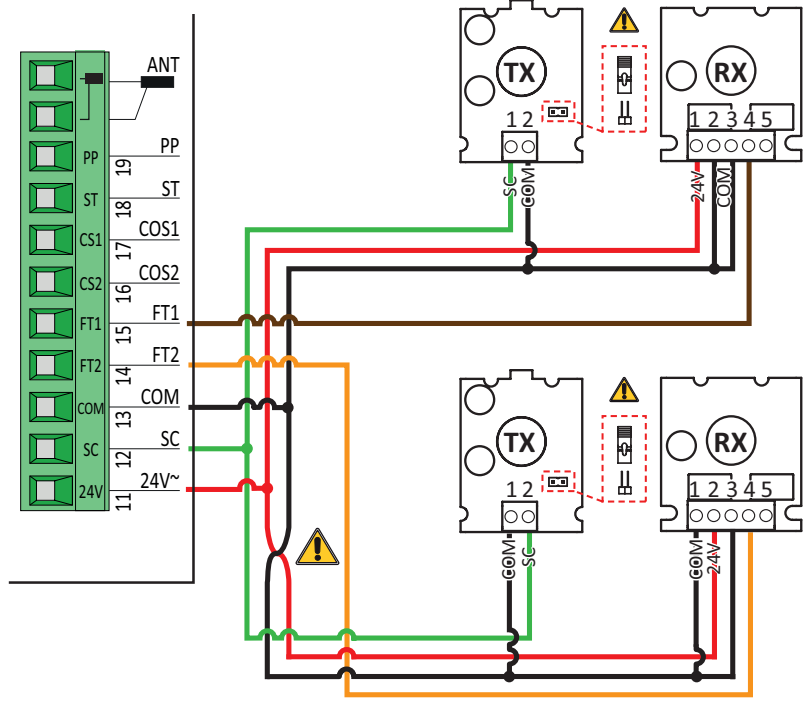 ANT
PP 19 PP
ST 18 ST
CS1 17 COS1
CS2 16 COS2
FT1 15 FT1
FT2 14 FT2
COM 13 COM
SC 12 SC
24V 11 24V~
TX
1 2
SC COM
RX
1 2 3 4 5
24V COM
TX
1 2
COM SC
RX
1 2 3 4 5
COM 24V